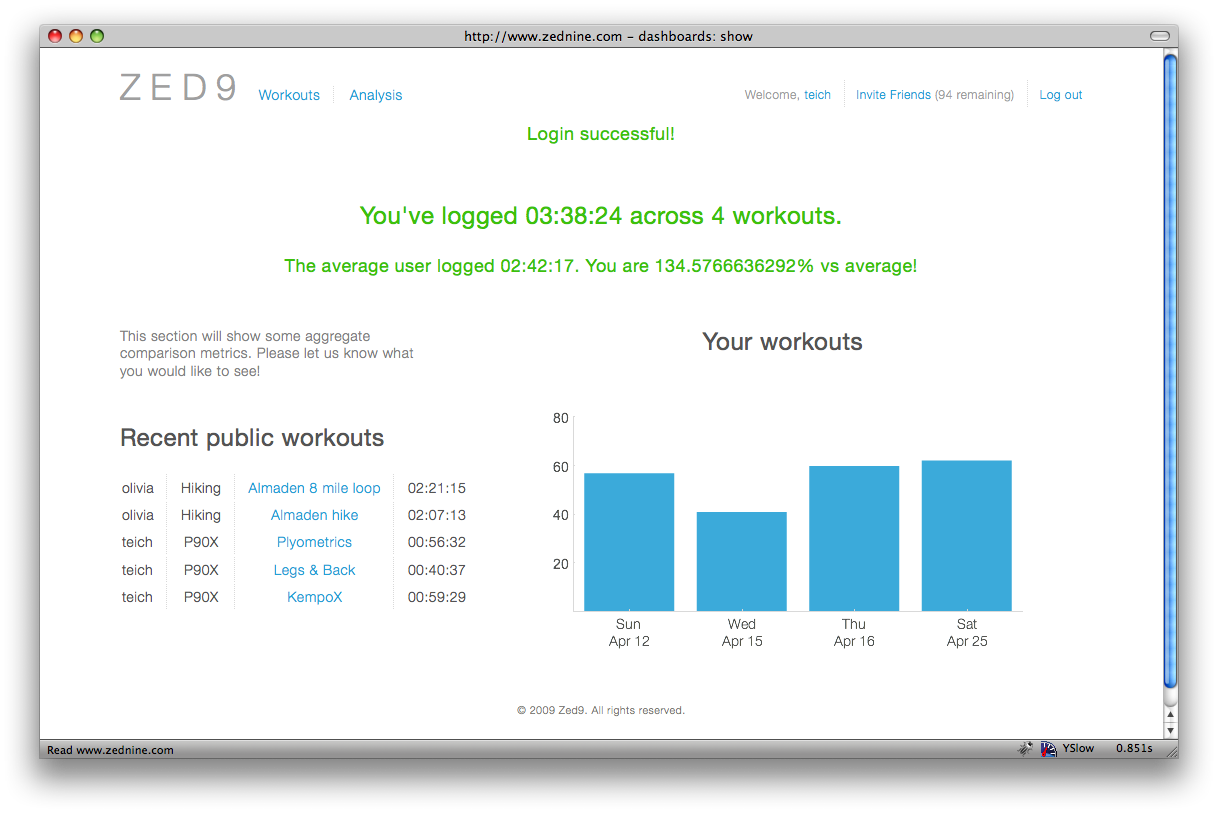 http://www.zednine.com – dashboards: show
ZED9 Workouts Analysis Welcome, teich Invite Friends (94 remaining) Log out
Login successful!
You've logged 03:38:24 across 4 workouts.
The average user logged 02:42:17. You are 134.5766636292% vs average!
This section will show some aggregate
comparison metrics. Please let us know what
you would like to see!
Recent public workouts
olivia Hiking Almaden 8 mile loop 02:21:15
olivia Hiking Almaden hike 02:07:13
teich P90X Plyometrics 00:56:32
teich P90X Legs & Back 00:40:37
teich P90X KempoX 00:59:29
Your workouts
80
60
40
20
Sun Wed Thu Sat
Apr 12 Apr 15 Apr 16 Apr 25
© 2009 Zed9. All rights reserved.
Read www.zednine.com YSlow 0.851s